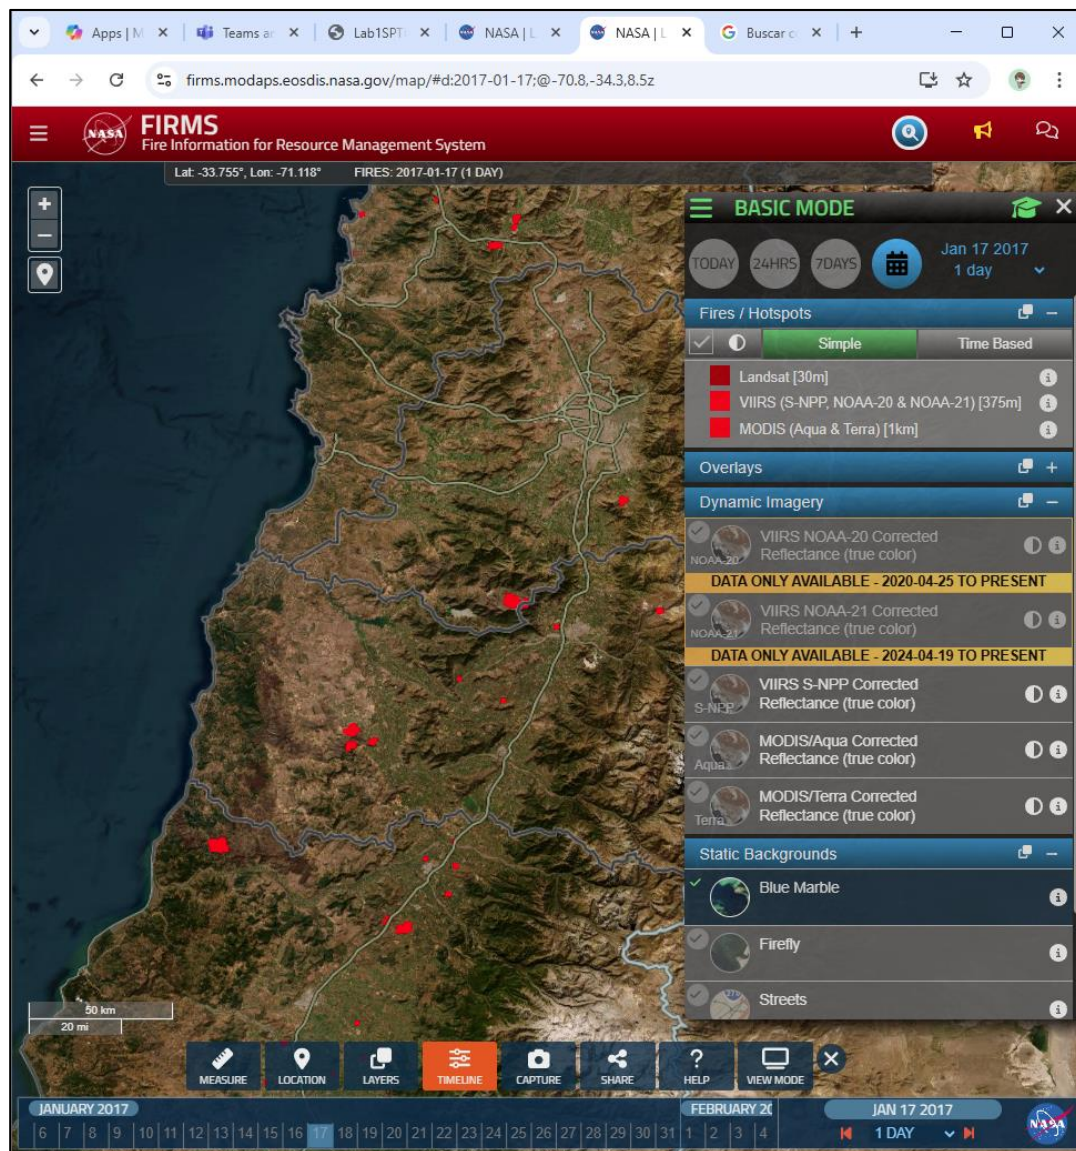 Apps | M
Teams ar
Lab1SPTI
NASA | L
NASA | L
Buscar c
firms.modaps.eosdis.nasa.gov/map/#d:2017-01-17;@-70.8,-34.3,8.5z
NASA
FIRMS
Fire Information for Resource Management System
Lat: -33.755°, Lon: -71.118° FIRES: 2017-01-17 (1 DAY)
BASIC MODE
TODAY 24HRS 7DAYS
Jan 17 2017
1 day
Fires / Hotspots
Simple Time Based
Landsat [30m]
VIIRS (S-NPP, NOAA-20 & NOAA-21) [375m]
MODIS (Aqua & Terra) [1km]
Overlays
Dynamic Imagery
VIIRS NOAA-20 Corrected
Reflectance (true color)
NOAA-20
DATA ONLY AVAILABLE - 2020-04-25 TO PRESENT
VIIRS NOAA-21 Corrected
Reflectance (true color)
NOAA-21
DATA ONLY AVAILABLE - 2024-04-19 TO PRESENT
VIIRS S-NPP Corrected
Reflectance (true color)
S-NPP
MODIS/Aqua Corrected
Reflectance (true color)
Aqua
MODIS/Terra Corrected
Reflectance (true color)
Terra
Static Backgrounds
Blue Marble
Firefly
Streets
50 km
20 mi
MEASURE LOCATION LAYERS TIMELINE CAPTURE SHARE HELP VIEW MODE
JANUARY 2017 FEBRUARY 20 JAN 17 2017
6 7 8 9 10 11 12 13 14 15 16 17 18 19 20 21 22 23 24 25 26 27 28 29 30 31 1 2 3 4 1 DAY
NASA